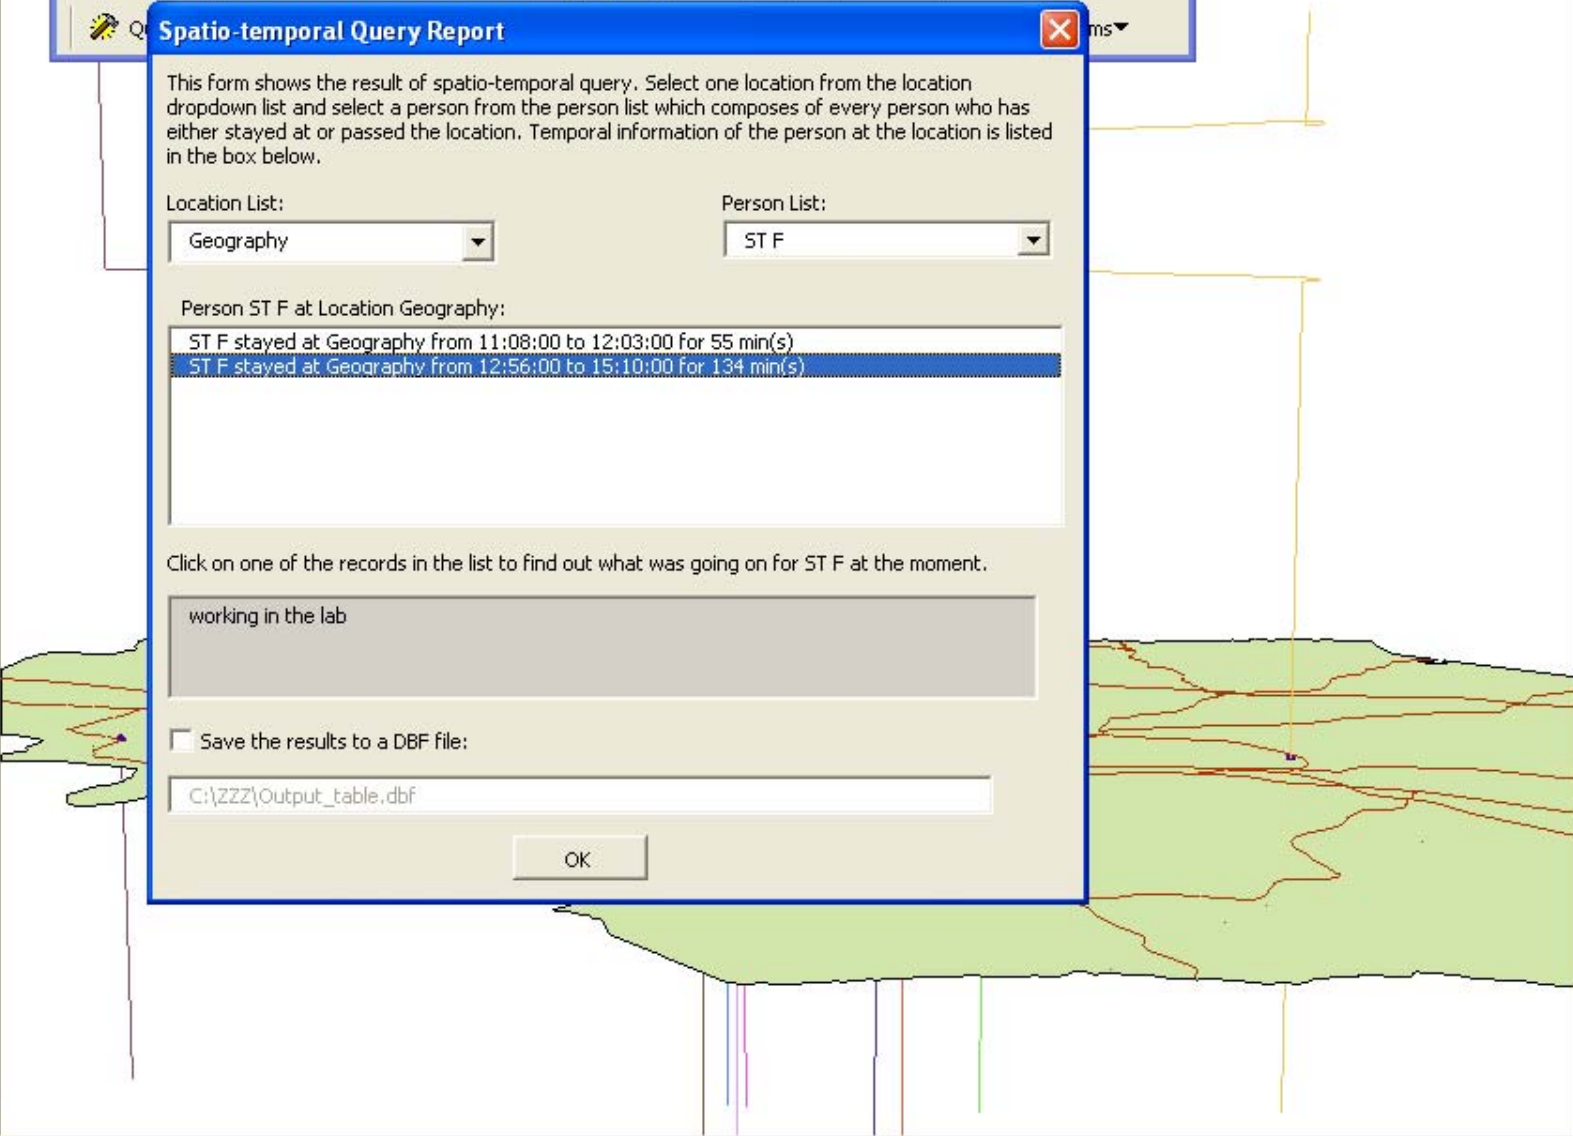 Spatio-temporal Query Report
ms
This form shows the result of spatio-temporal query. Select one location from the location
dropdown list and select a person from the person list which composes of every person who has
either stayed at or passed the location. Temporal information of the person at the location is listed
in the box below.
Location List:
Person List:
Geography
ST F
Person ST F at Location Geography:
ST F stayed at Geography from 11:08:00 to 12:03:00 for 55 min(s)
ST F stayed at Geography from 12:56:00 to 15:10:00 for 134 min(s)
Click on one of the records in the list to find out what was going on for ST F at the moment.
working in the lab
Save the results to a DBF file:
C:\ZZZ\Output_table.dbf
OK